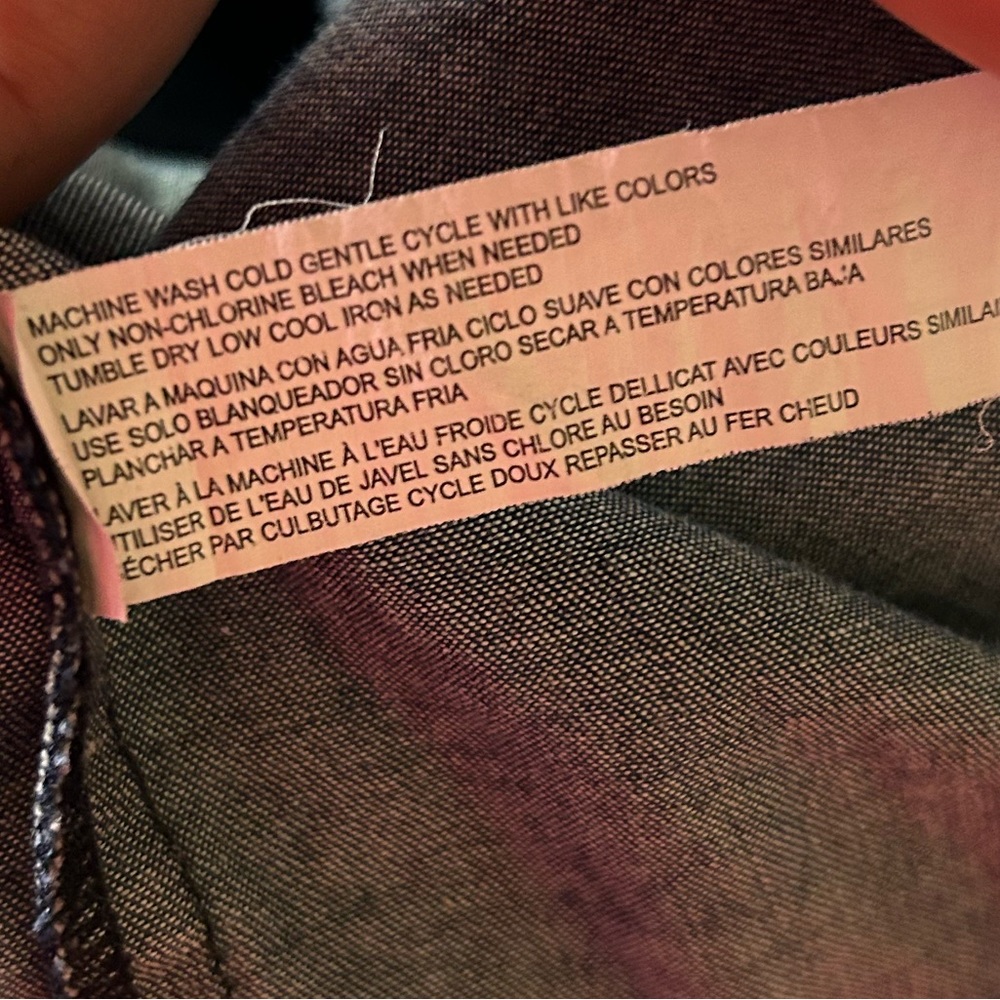 MACHINE WASH COLD GENTLE CYCLE WITH LIKE COLORS
ONLY NON-CHLORINE BLEACH WHEN NEEDED
TUMBLE DRY LOW COOL IRON AS NEEDED
LAVAR A MAQUINA CON AGUA FRIA CICLO SUAVE CON COLORES SIMILARES
USE SOLO BLANQUEADOR SIN CLORO SECAR A TEMPERATURA BAJA
PLANCHAR A TEMPERATURA FRIA
LAVER À LA MACHINE À L'EAU FROIDE CYCLE DELLICAT AVEC COULEURS
UTILISER DE L'EAU DE JAVEL SANS CHLORE AU BESOIN
SÉCHER PAR CULBUTAGE CYCLE DOUX REPASSER AU FER CHEUD